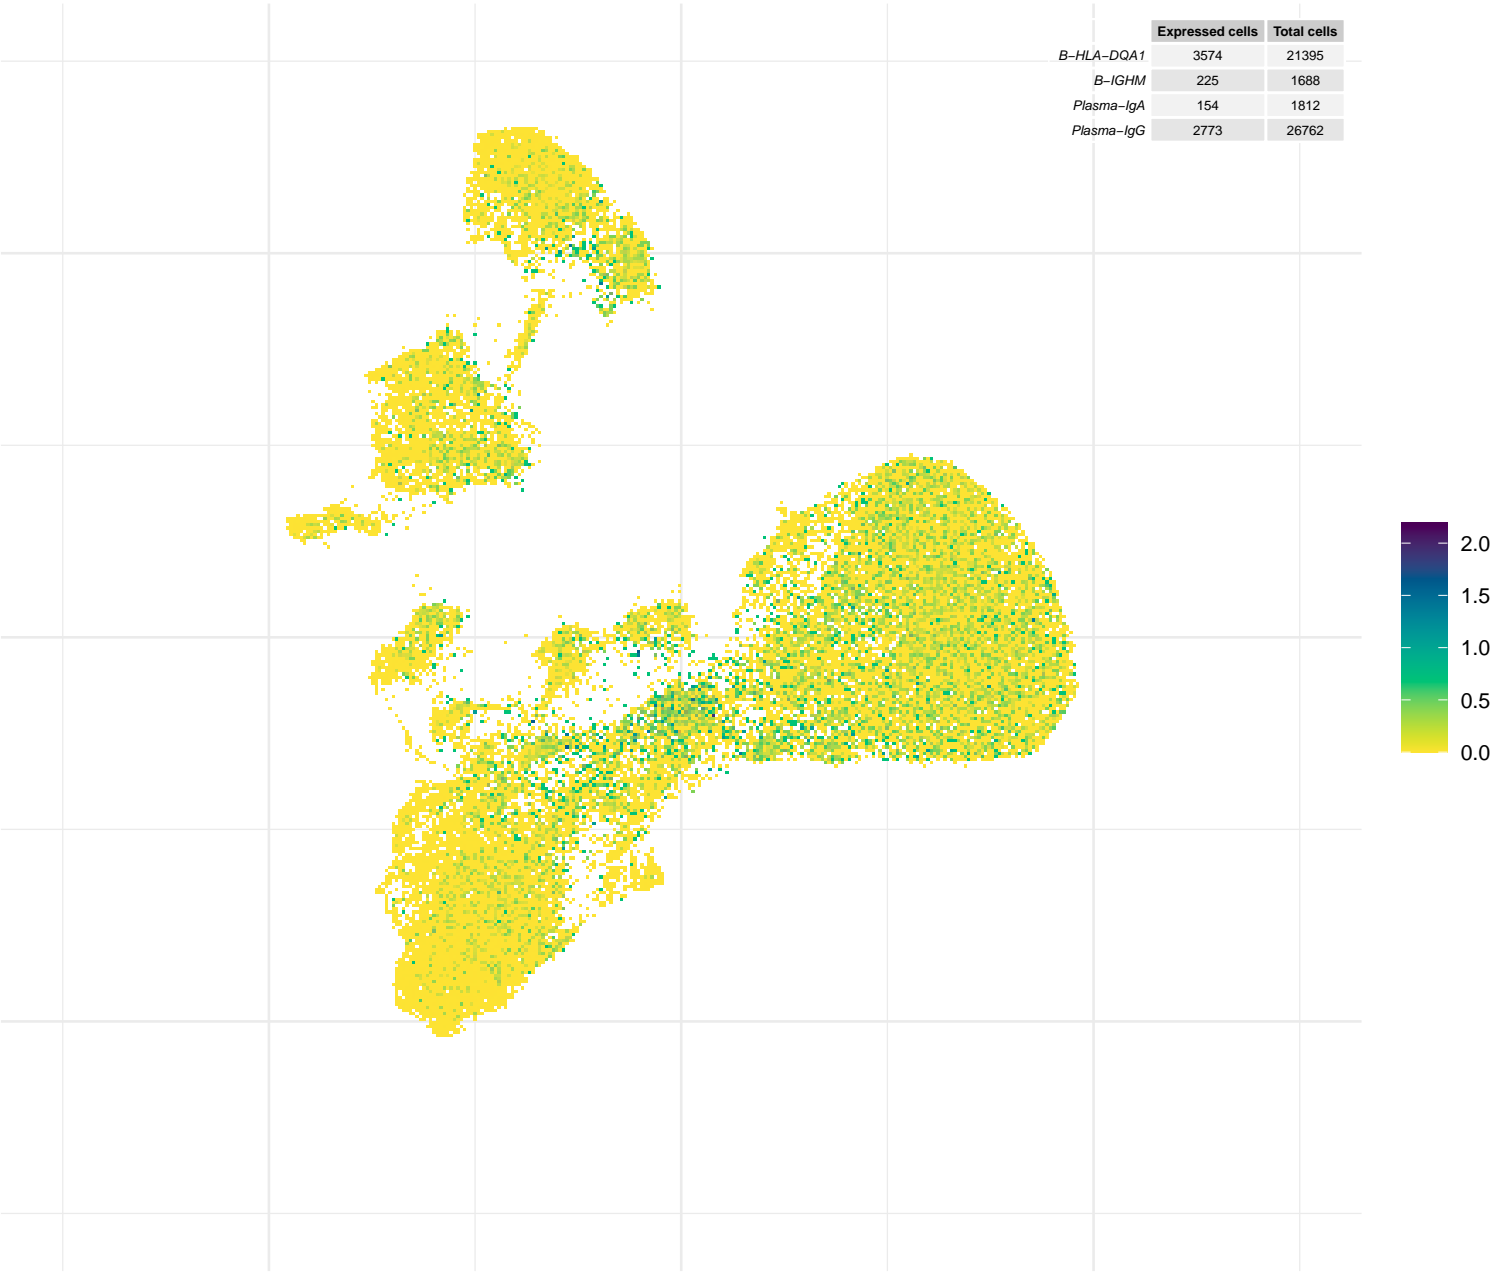 Expressed cells Total cells
B−HLA−DQA1 3574 21395
B−IGHM 225 1688
Plasma−IgA 154 1812
Plasma−IgG 2773 26762
2.0
1.5
1.0
0.5
0.0